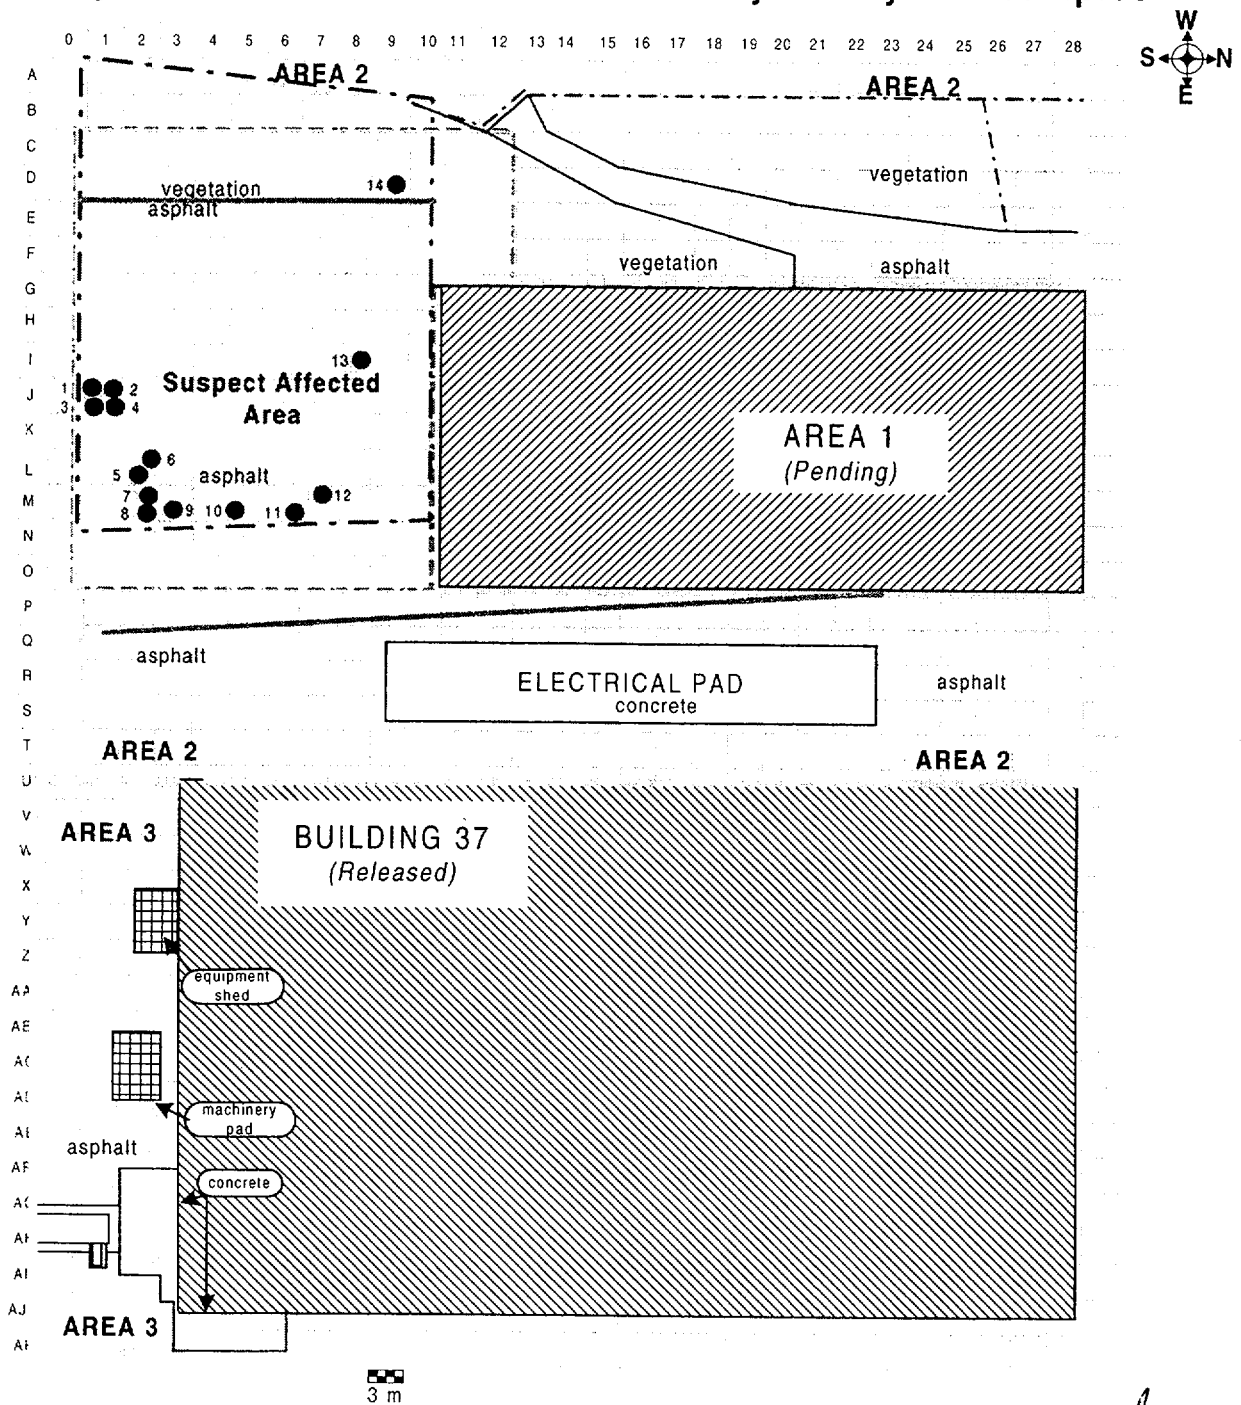 W
S N
E
0 1 2 3 4 5 6 7 8 9 10 11 12 13 14 15 16 17 18 19 20 21 22 23 24 25 26 27 28
A
AREA 2
AREA 2
B
C
D
vegetation
14
vegetation
asphalt
E
F
vegetation
asphalt
G
H
I
13
1
2
Suspect Affected
J
3
4
Area
K
AREA 1
(Pending)
6
L
5
asphalt
7
12
M
8
9
10
11
N
O
P
Q
asphalt
R
ELECTRICAL PAD
asphalt
S
concrete
T
AREA 2
AREA 2
U
V
AREA 3
BUILDING 37
W
(Released)
X
Y
Z
equipment
shed
AA
machinery
pad
asphalt
concrete
AI
AJ
AREA 3
3 m